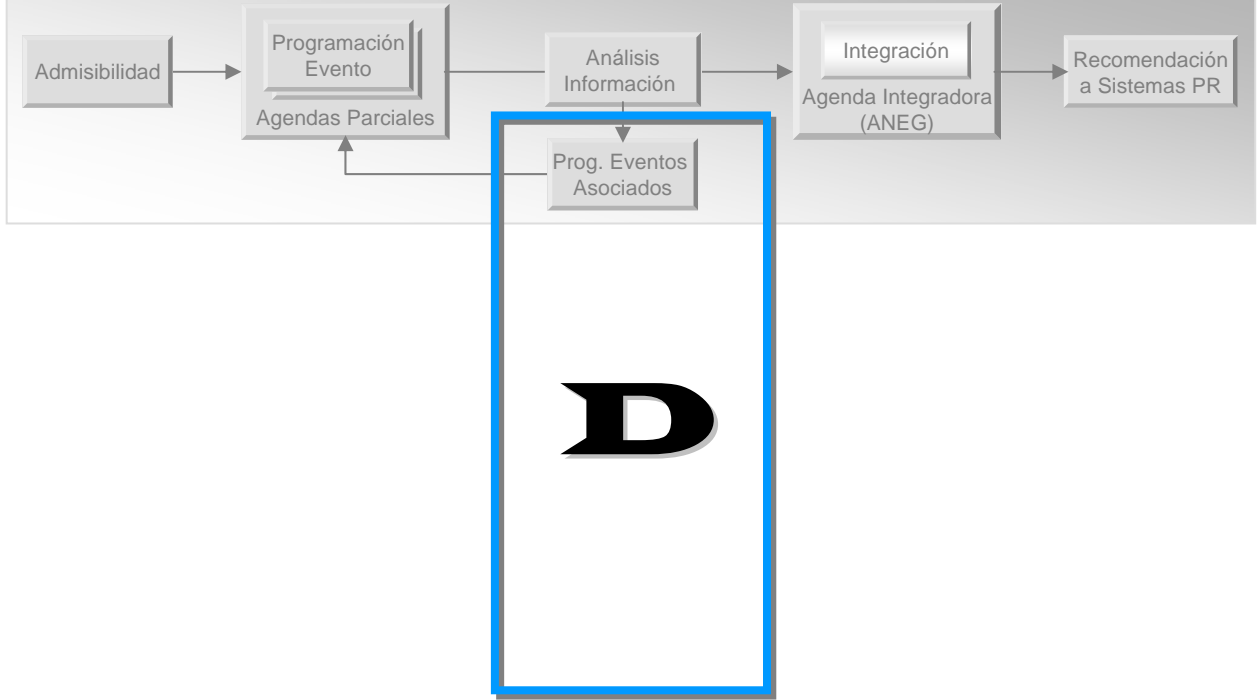 Admisibilidad
Programación
Evento
Agendas Parciales
Análisis
Información
Prog. Eventos
Asociados
Integración
Agenda Integradora
(ANEG)
Recomendación
a Sistemas PR
D